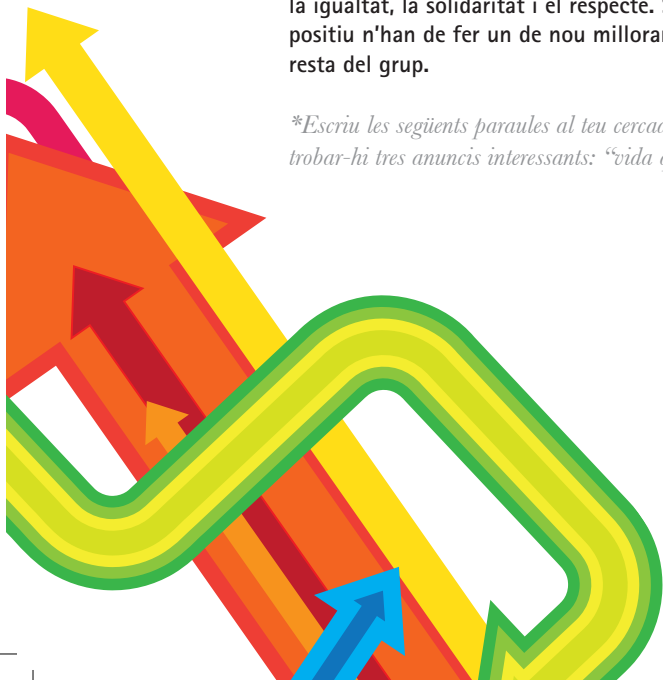 la igualtat, la solidaritat i el respecte.
positiu n'han de fer un de nou milloran
resta del grup.
*Escriu les següents paraules al teu cercad
trobar-hi tres anuncis interessants: “vida